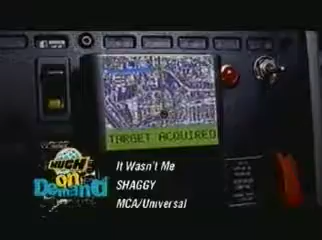 TARGET ACQUIRED
MUCH
on
Demand
It Wasn't Me
SHAGGY
MCA/Universal